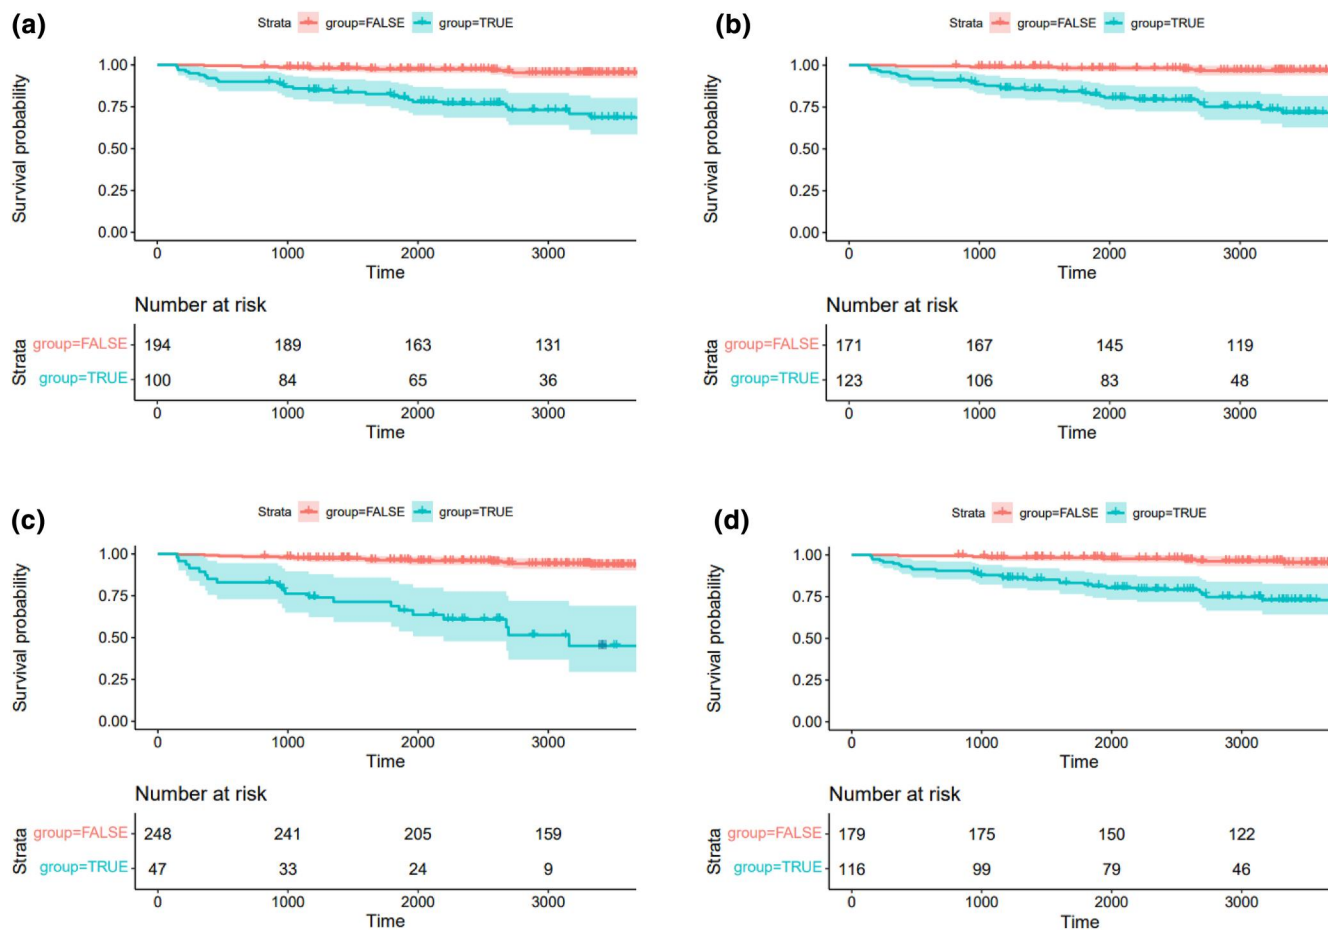 (a)
Strata group=FALSE group=TRUE
1.00
0.75
0.50
0.25
0.00
Survival probability
0 1000 2000 3000
Time
Number at risk
Strata
group=FALSE 194 189 163 131
group=TRUE 100 84 65 36
0 1000 2000 3000
Time
(b)
Strata group=FALSE group=TRUE
1.00
0.75
0.50
0.25
0.00
Survival probability
0 1000 2000 3000
Time
Number at risk
Strata
group=FALSE 171 167 145 119
group=TRUE 123 106 83 48
0 1000 2000 3000
Time
(c)
Strata group=FALSE group=TRUE
1.00
0.75
0.50
0.25
0.00
Survival probability
0 1000 2000 3000
Time
Number at risk
Strata
group=FALSE 248 241 205 159
group=TRUE 47 33 24 9
0 1000 2000 3000
Time
(d)
Strata group=FALSE group=TRUE
1.00
0.75
0.50
0.25
0.00
Survival probability
0 1000 2000 3000
Time
Number at risk
Strata
group=FALSE 179 175 150 122
group=TRUE 116 99 79 46
0 1000 2000 3000
Time